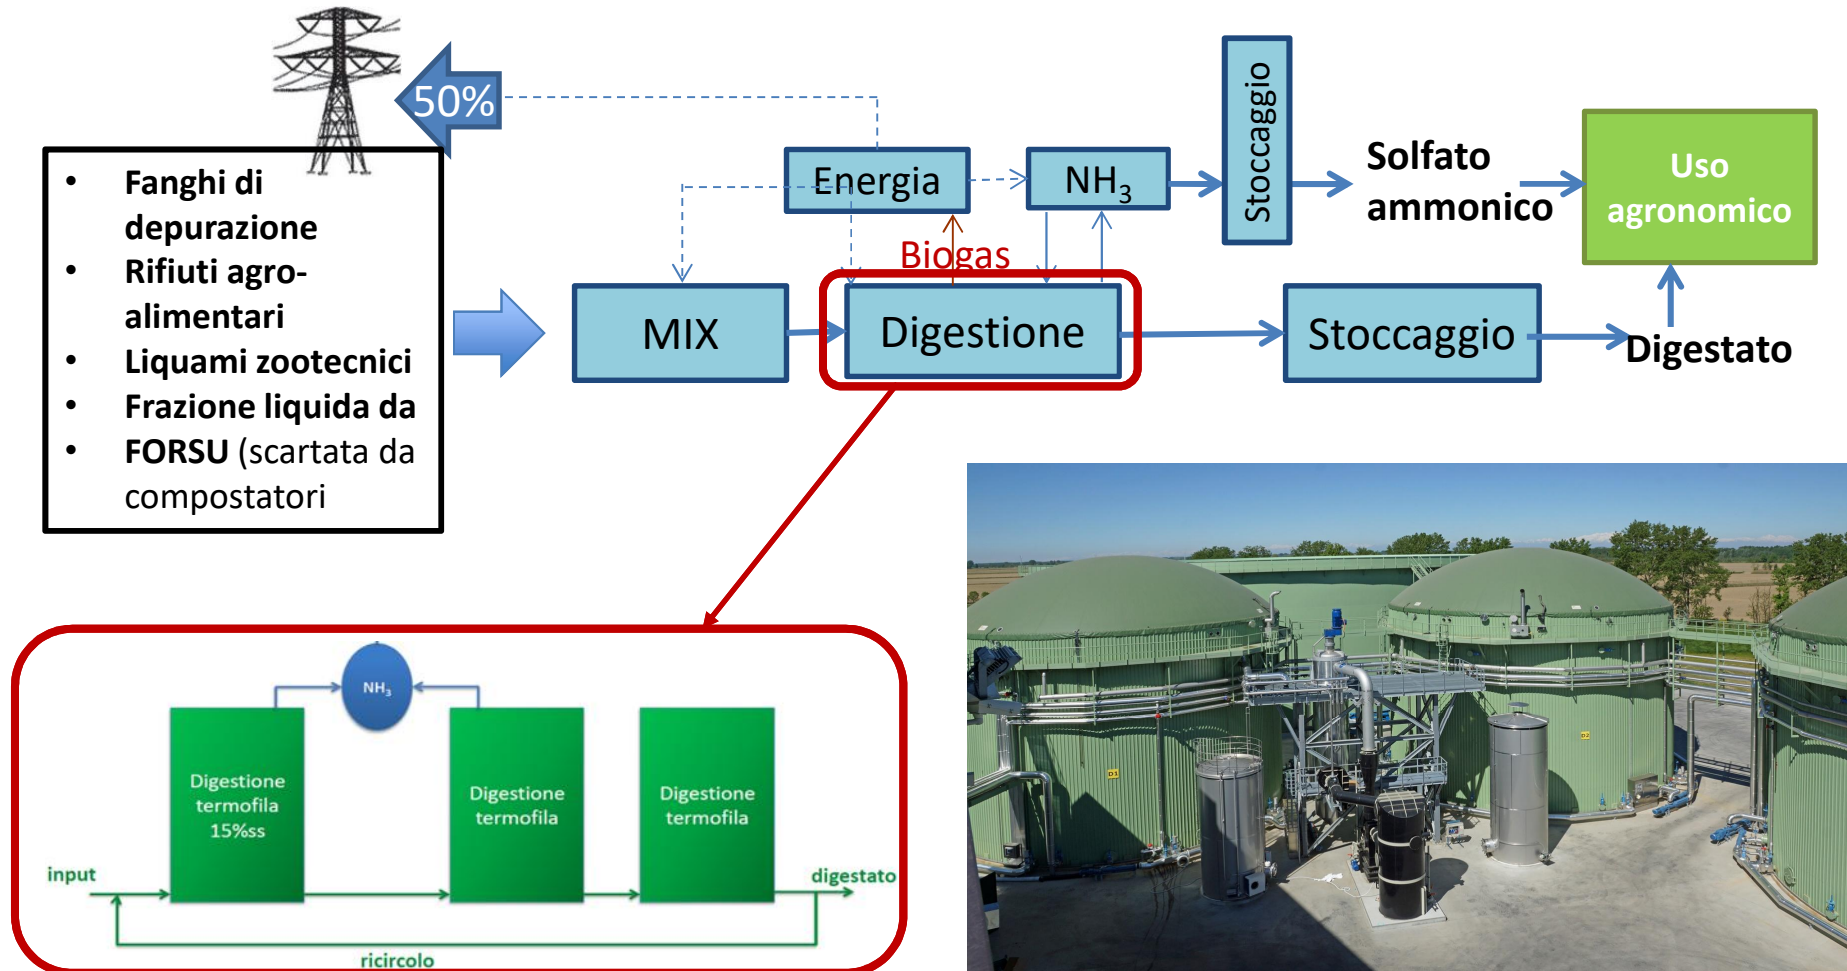 50%
• Fanghi di
depurazione
• Rifiuti agro-
alimentari
• Liquami zootecnici
• Frazione liquida da
• FORSU (scartata da
compostatori
Energia
NH₃
Stoccaggio
Solfato
ammonico
Uso
agronomico
Biogas
MIX
Digestione
Stoccaggio
Digestato
NH₃
Digestione
termofila
15%ss
Digestione
termofila
Digestione
termofila
input
digestato
ricircolo
D2